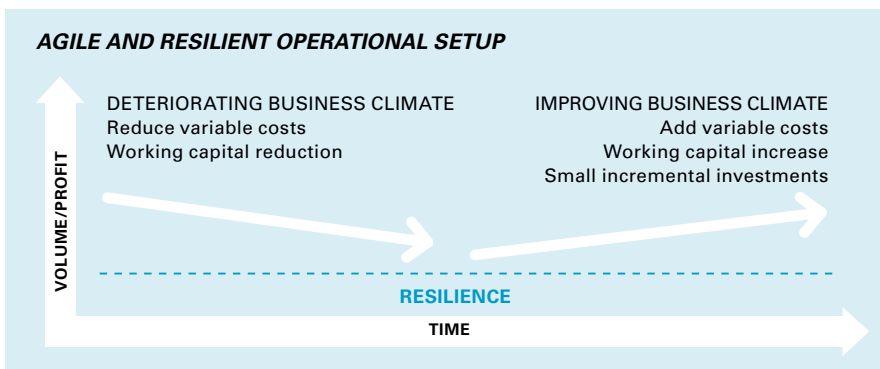 AGILE AND RESILIENT OPERATIONAL SETUP
DETERIORATING BUSINESS CLIMATE
Reduce variable costs
Working capital reduction
IMPROVING BUSINESS CLIMATE
Add variable costs
Working capital increase
Small incremental investments
VOLUME/PROFIT
RESILIENCE
TIME